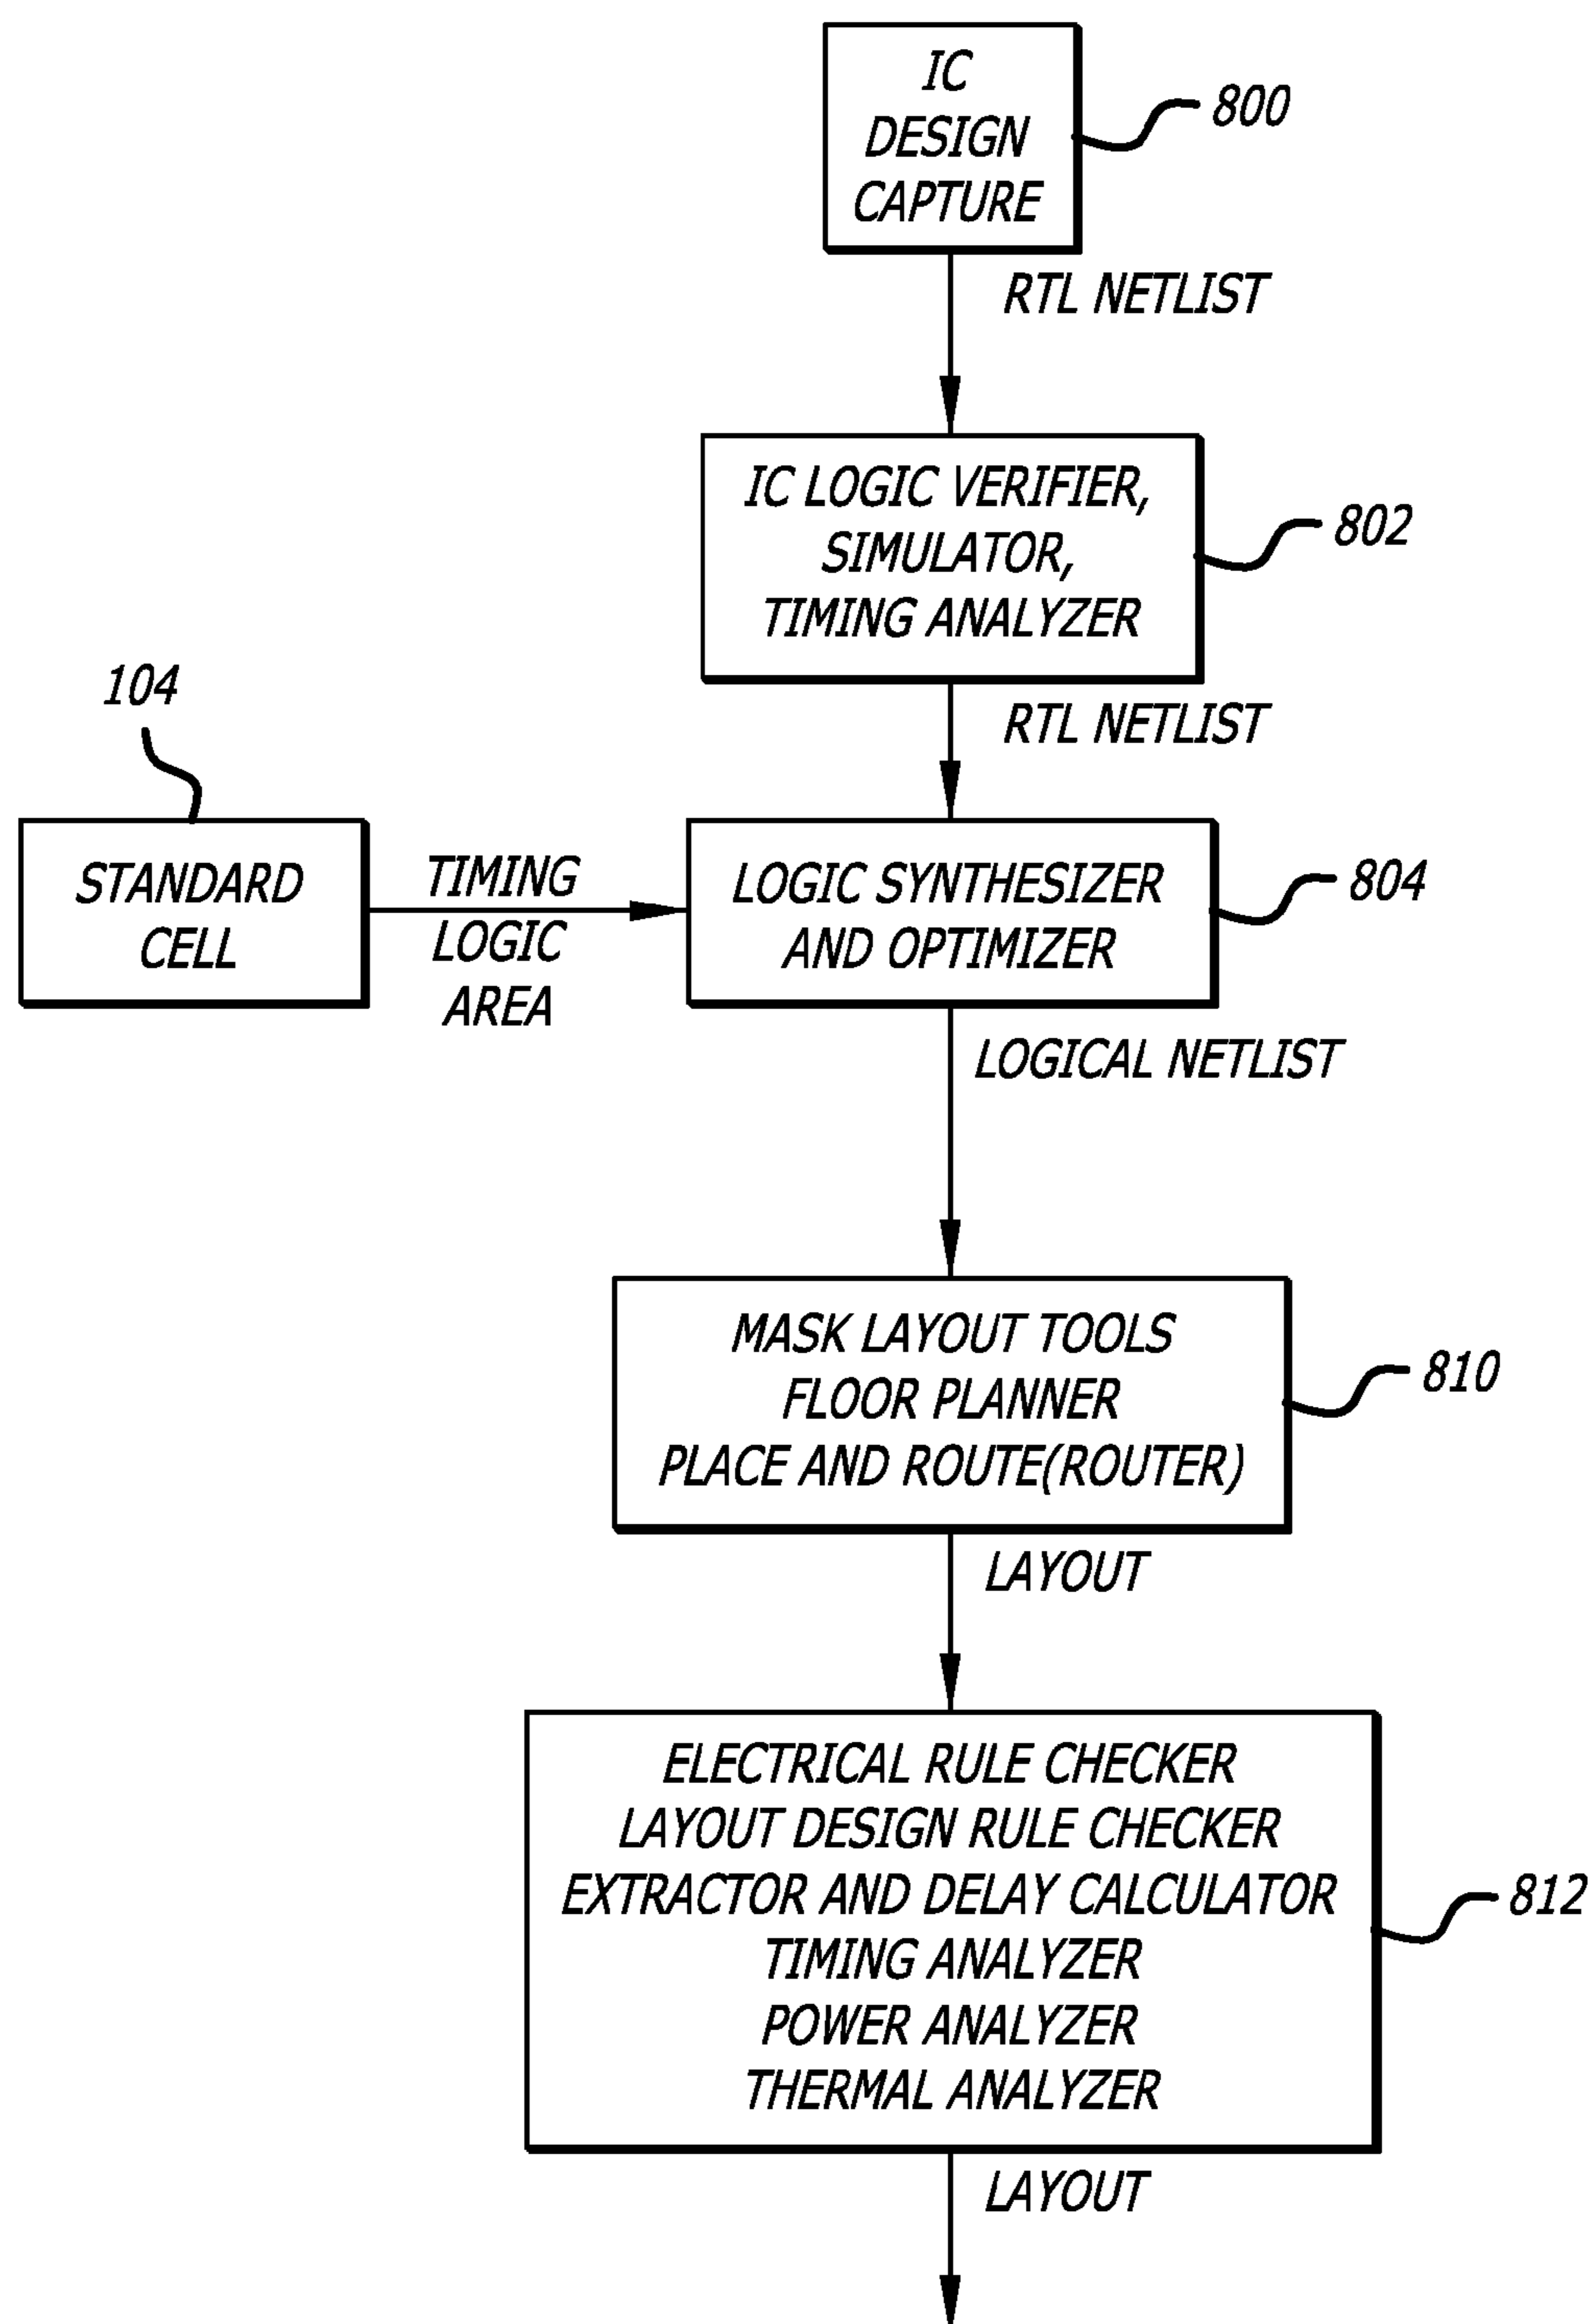 IC
DESIGN
CAPTURE
800
RTL NETLIST
IC LOGIC VERIFIER,
SIMULATOR,
TIMING ANALYZER
802
RTL NETLIST
104
STANDARD
CELL
TIMING
LOGIC
AREA
LOGIC SYNTHESIZER
AND OPTIMIZER
804
LOGICAL NETLIST
MASK LAYOUT TOOLS
FLOOR PLANNER
PLACE AND ROUTE(ROUTER)
810
LAYOUT
ELECTRICAL RULE CHECKER
LAYOUT DESIGN RULE CHECKER
EXTRACTOR AND DELAY CALCULATOR
TIMING ANALYZER
POWER ANALYZER
THERMAL ANALYZER
812
LAYOUT